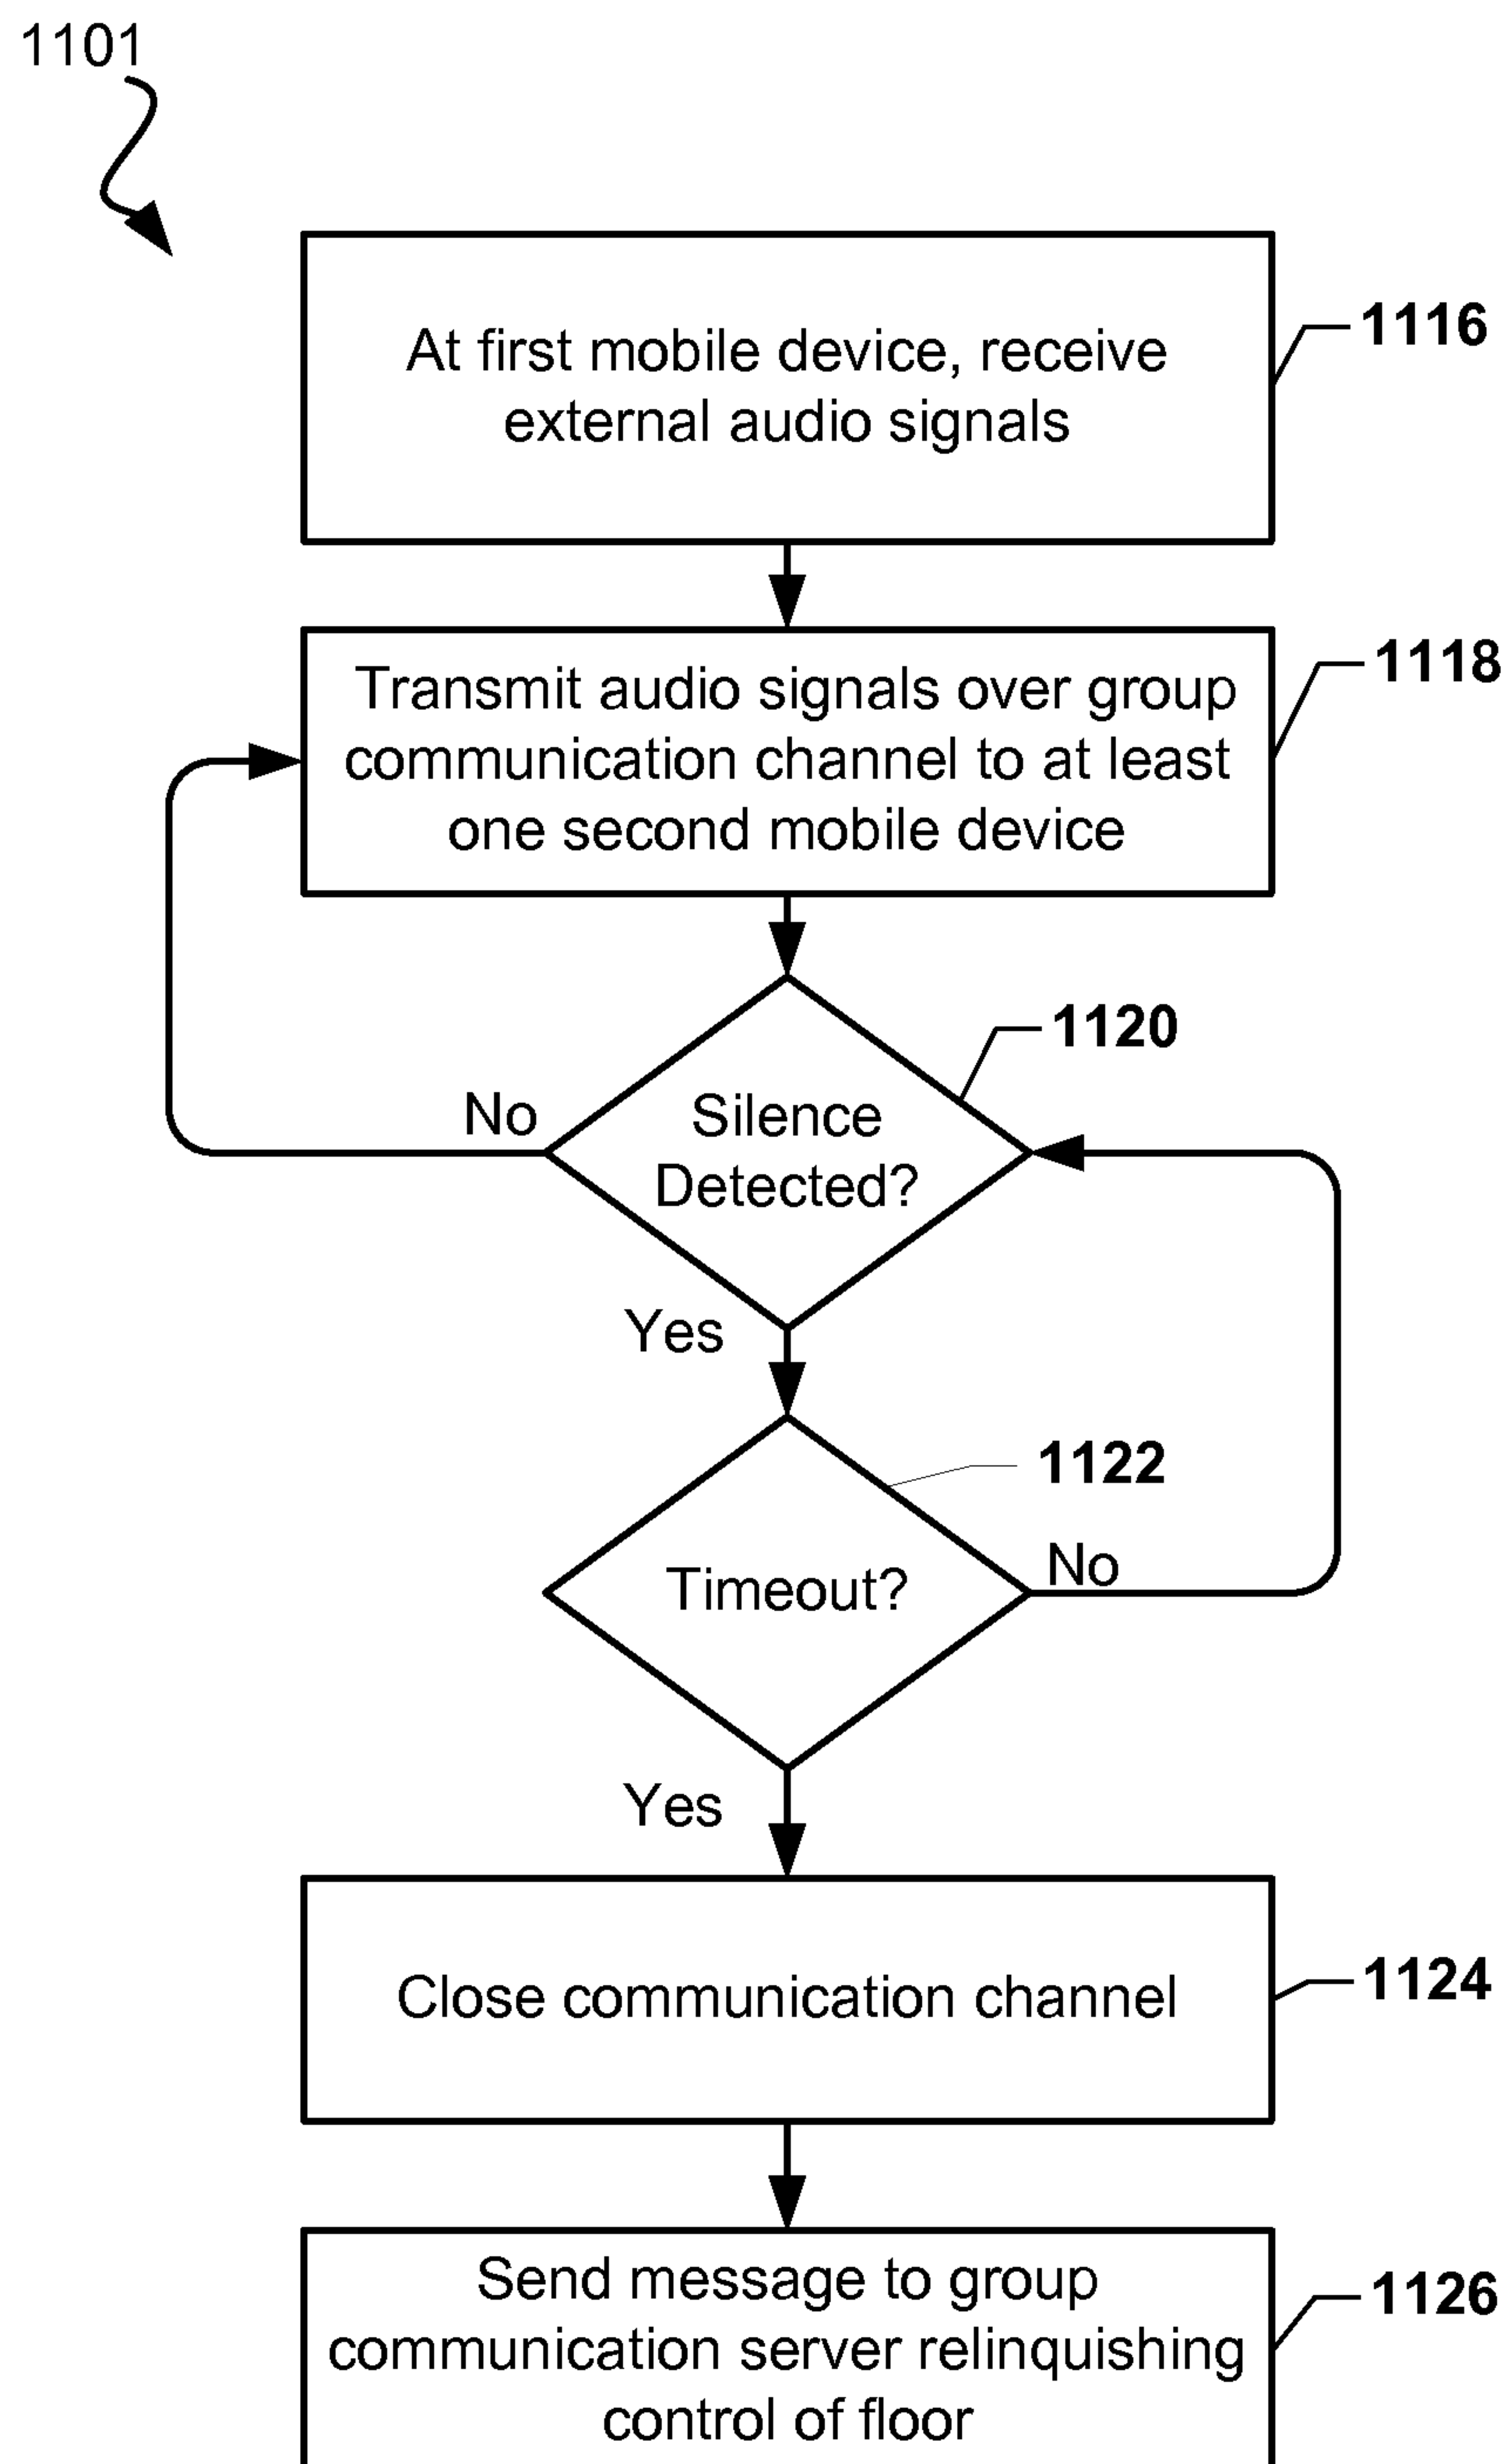 1101
At first mobile device, receive
external audio signals
1116
Transmit audio signals over group
communication channel to at least
one second mobile device
1118
1120
No
Silence
Detected?
Yes
1122
Timeout?
No
Yes
Close communication channel
1124
Send message to group
communication server relinquishing
control of floor
1126